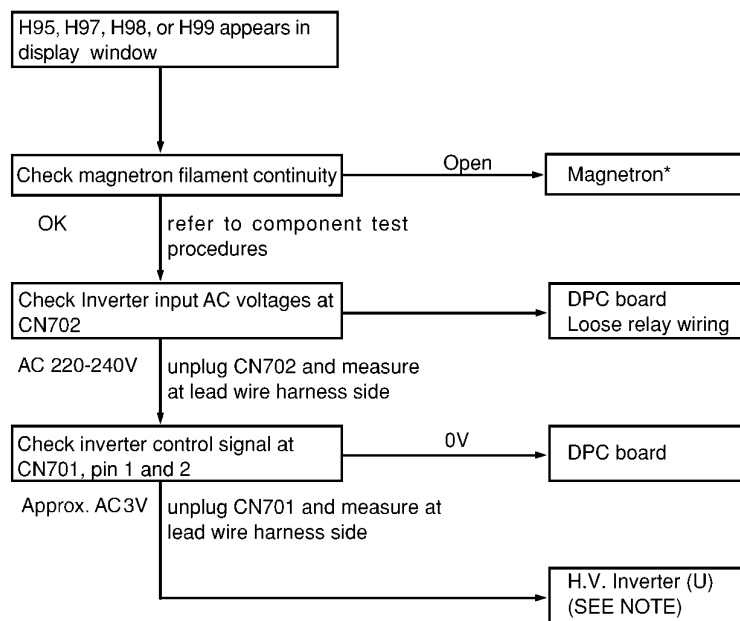 H95, H97, H98, or H99 appears in
display window
Check magnetron filament continuity
Open
Magnetron*
OK
refer to component test
procedures
Check Inverter input AC voltages at
CN702
DPC board
Loose relay wiring
AC 220-240V
unplug CN702 and measure
at lead wire harness side
Check inverter control signal at
CN701, pin 1 and 2
0V
DPC board
Approx. AC3V
unplug CN701 and measure at
lead wire harness side
H.V. Inverter (U)
(SEE NOTE)